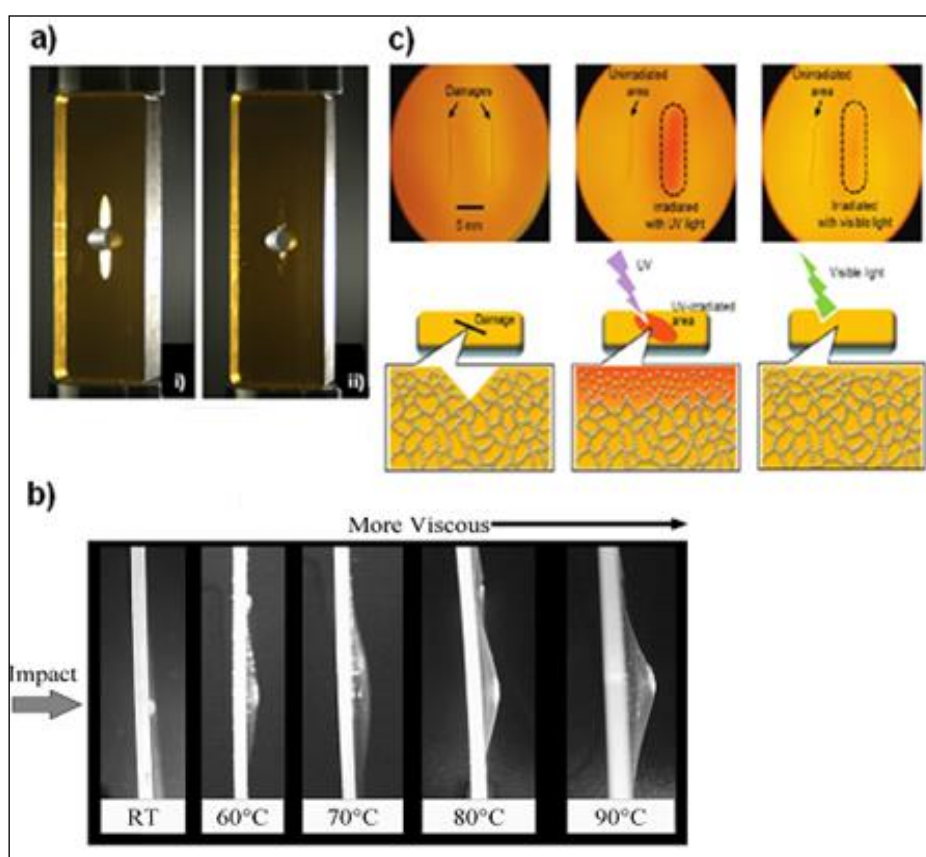 a)
i)
ii)
c)
Damages
5 mm
Unirradiated
area
Irradiated
with UV light
Unirradiated
area
Irradiated
with visible light
Damage
UV
UV-irradiated
area
Visible light
b)
More Viscous
Impact
RT
60°C
70°C
80°C
90°C